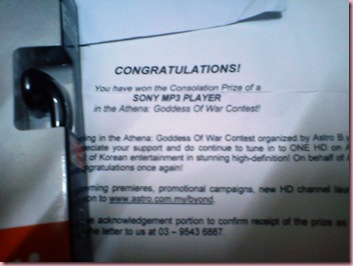 CONGRATULATIONS!
You have won the Consolation Prize of a
SONY MP3 PLAYER
in the Athena: Goddess Of War Contest!
in the Athena: Goddess Of War Contest organized by Astro B.y
your support and do continue to tune in to ONE HD on A
of Korean entertainment in stunning high-definition! On behalf of A
once again!
premieres, promotional campaigns, new HD channel
to www.astro.com.my/byond.
acknowledgement portion to confirm receipt of the prize as
the letter to us at 03 – 9543 6887.